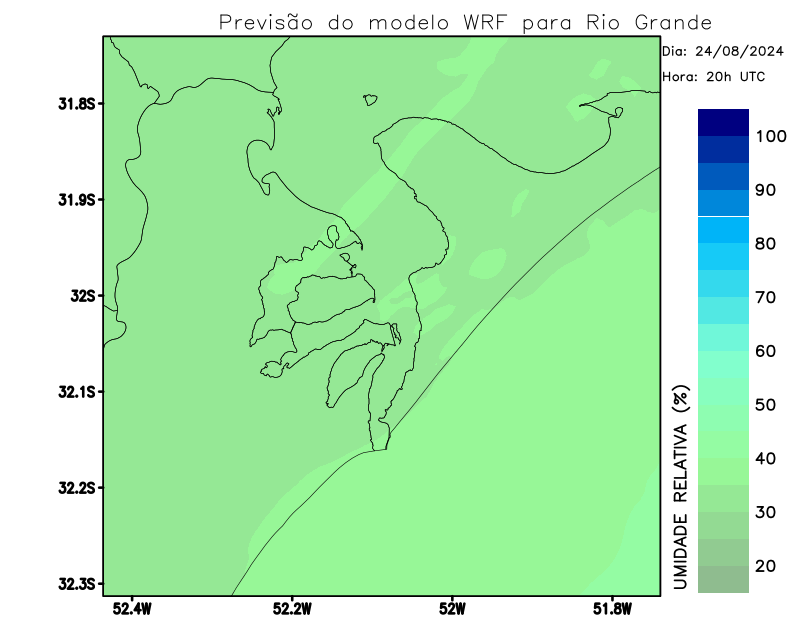 Previsão do modelo WRF para Rio Grande
Dia: 24/08/2024
Hora: 20h UTC
31.8S
31.9S
32S
32.1S
32.2S
32.3S
52.4W
52.2W
52W
51.8W
100
90
80
70
60
50
40
30
20
UMIDADE RELATIVA (%)